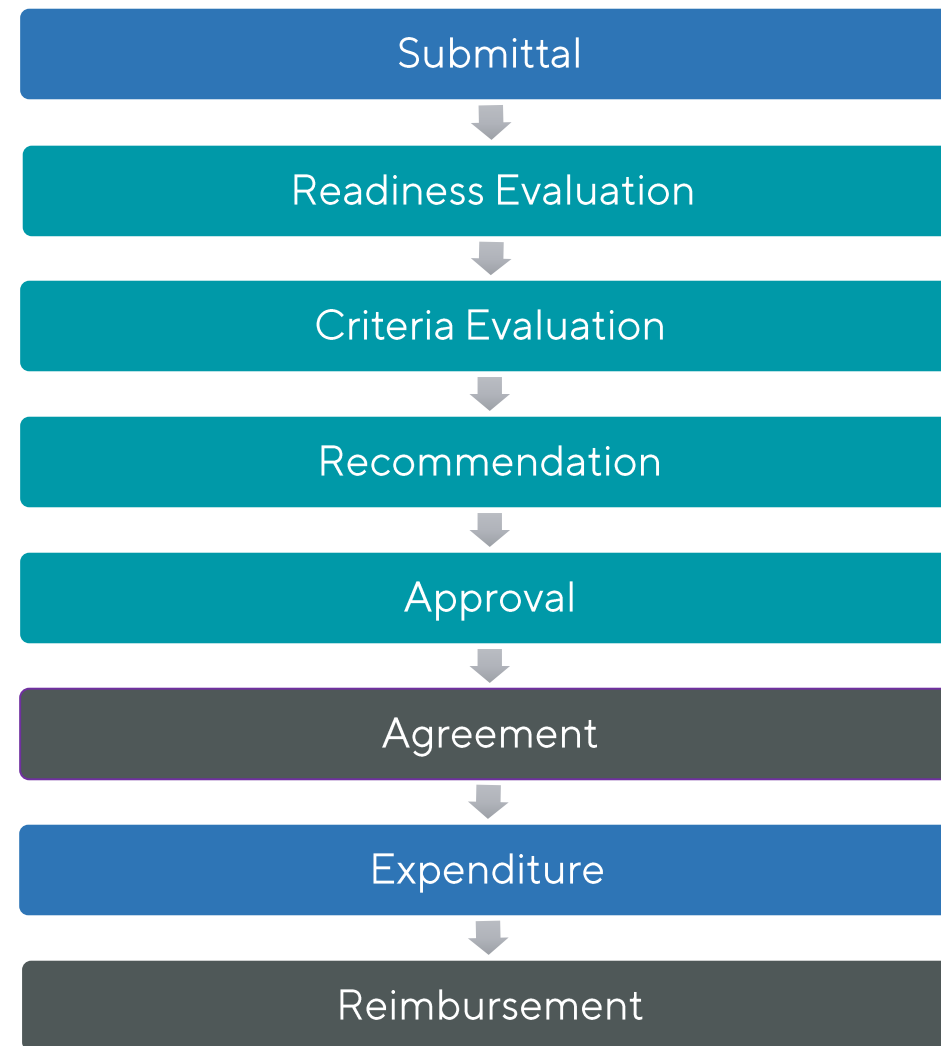 Submittal
Readiness Evaluation
Criteria Evaluation
Recommendation
Approval
Agreement
Expenditure
Reimbursement